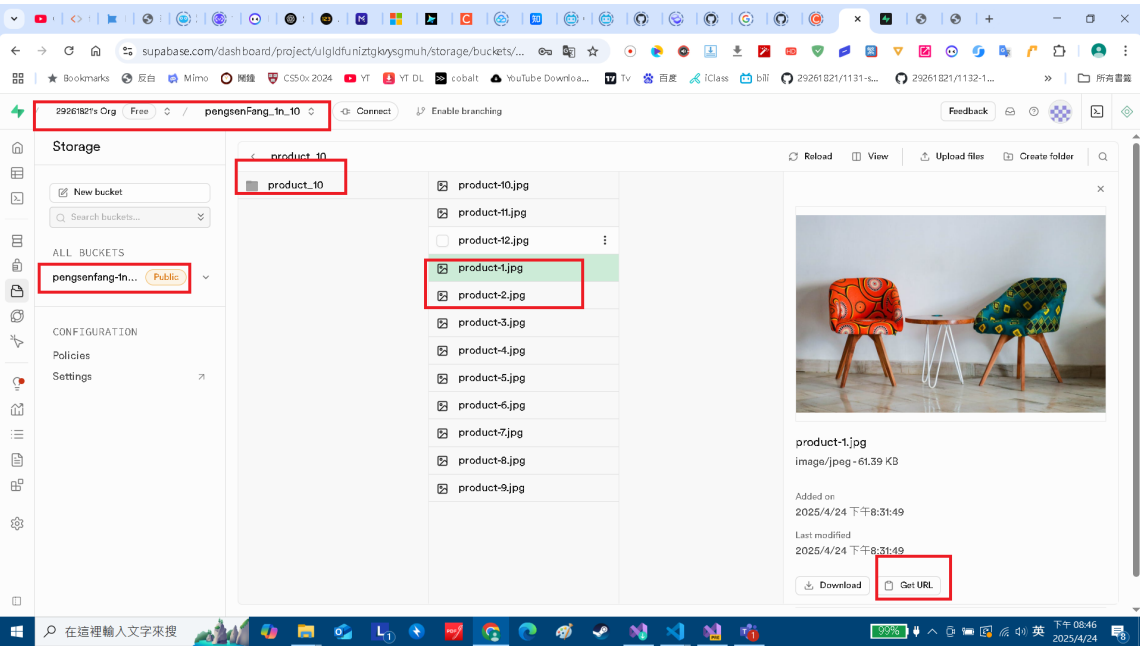 supabase.com/dashboard/project/ulgldfuniztgkvysgmuh/storage/buckets/...
Bookmarks
反白
Mimo
開鐘
CS50x 2024
YT
YT DL
cobalt
YouTube Downloa...
Tv
百度
iClass
bili
29261821/1131-s...
29261821/1132-1...
»
所有書籤
29261821's Org
Free
/
pengsenFang_1n_10
Connect
Enable branching
Feedback
Storage
New bucket
Search buckets...
ALL BUCKETS
pengsenfang-1n...
Public
CONFIGURATION
Policies
Settings
product_10
Reload
View
Upload files
Create folder
product_10
product-10.jpg
product-11.jpg
product-12.jpg
product-1.jpg
product-2.jpg
product-3.jpg
product-4.jpg
product-5.jpg
product-6.jpg
product-7.jpg
product-8.jpg
product-9.jpg
product-1.jpg
image/jpeg - 61.39 KB
Added on
2025/4/24 下午8:31:49
Last modified
2025/4/24 下午8:31:49
Download
Get URL
在這裡輸入文字來搜
99%
英
下午 08:46
2025/4/24
8